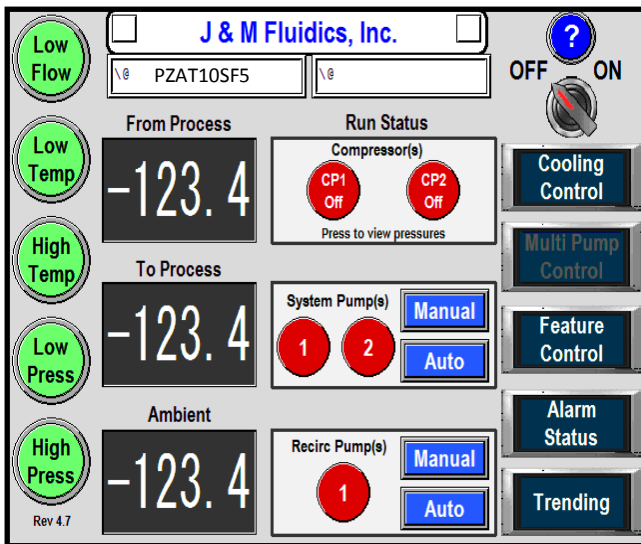 Low
Flow
J & M Fluidics, Inc.
?
\@ PZAT10SF5
\@
OFF ON
Low
Temp
From Process
-123.4
Run Status
Compressor(s)
CP1
Off
CP2
Off
Press to view pressures
Cooling
Control
High
Temp
Multi Pump
Control
To Process
-123.4
System Pump(s)
1
2
Manual
Auto
Feature
Control
Low
Press
Ambient
-123.4
Alarm
Status
High
Press
Recirc Pump(s)
1
Manual
Auto
Trending
Rev 4.7